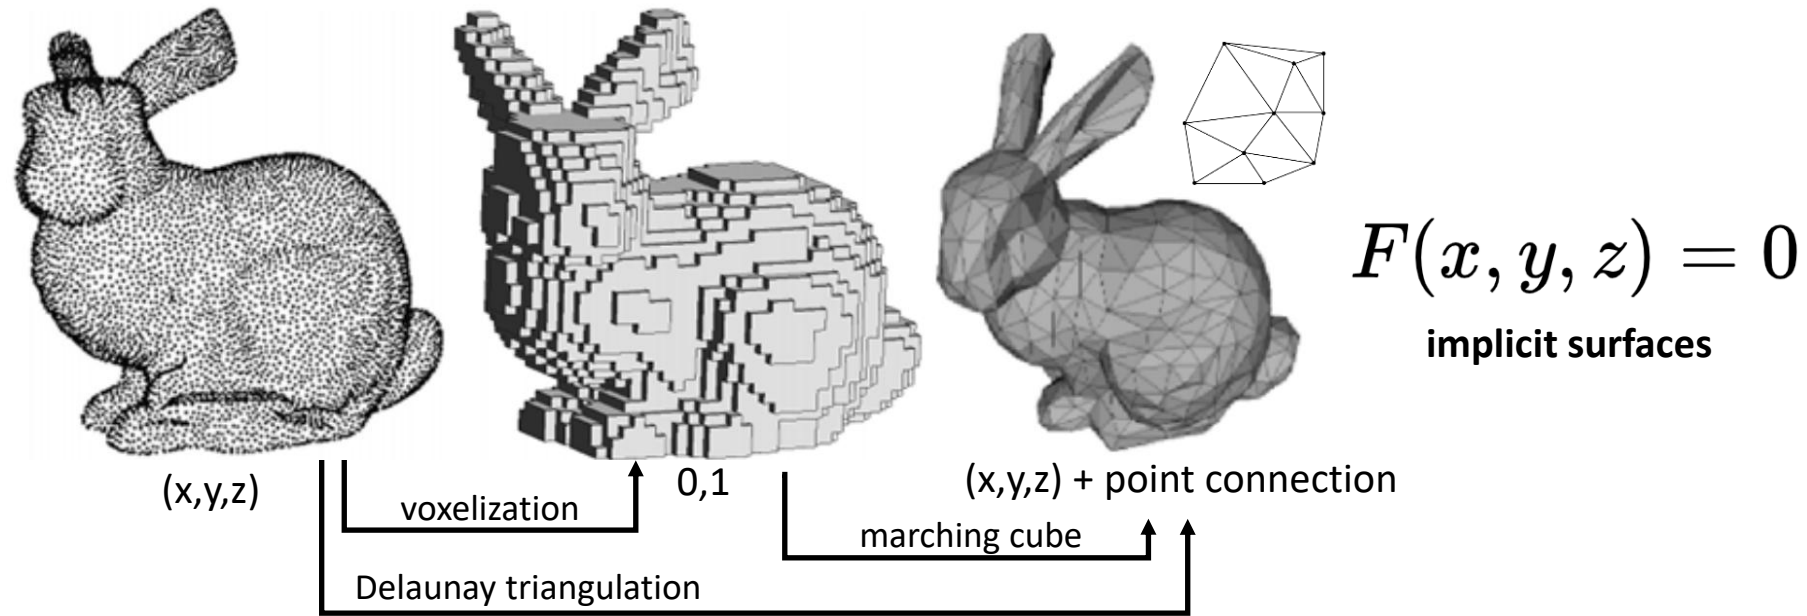 F(x, y, z) = 0
implicit surfaces
(x,y,z)
0,1
(x,y,z) + point connection
voxelization
marching cube
Delaunay triangulation